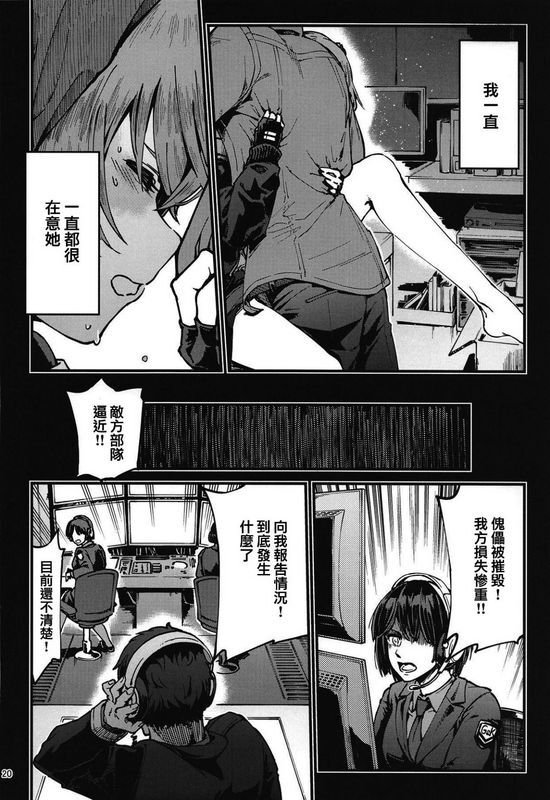 我一直
一直都很
在意她
敵方部隊
逼近!!
傀儡被摧毀！
我方損失慘重!!
向我報告情況！
到底發生
什麼了
目前還不清楚！
20